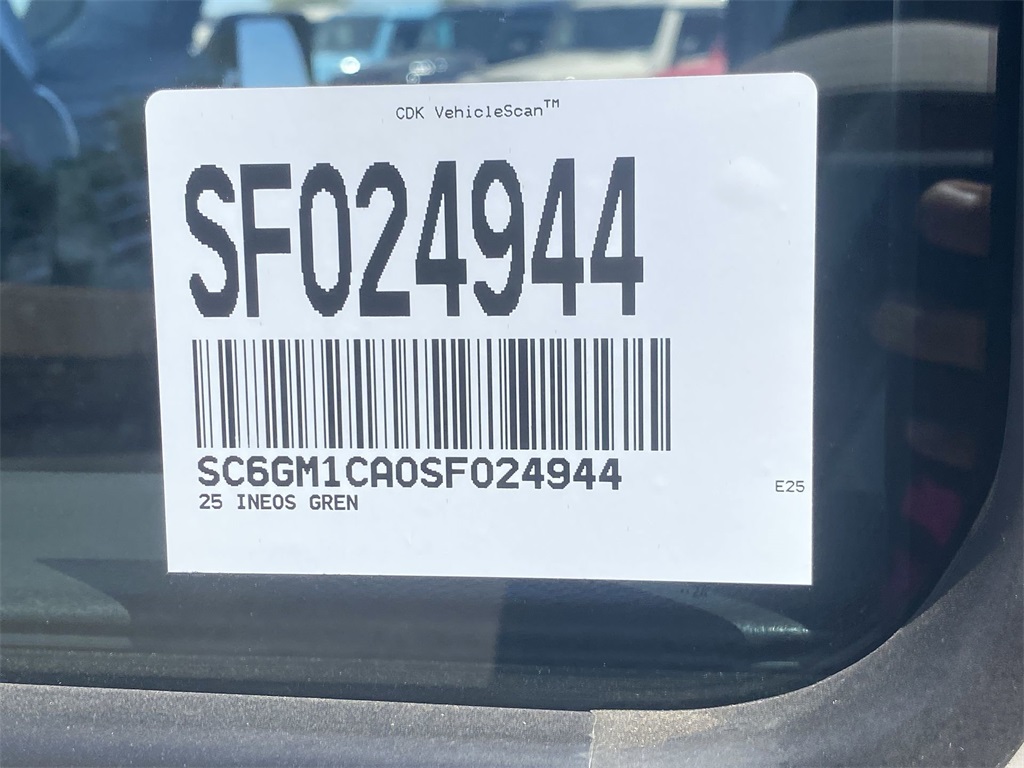 CDK VehicleScan™
SF024944
SC6GM1CA0SF024944
25 INEOS GREN
E25